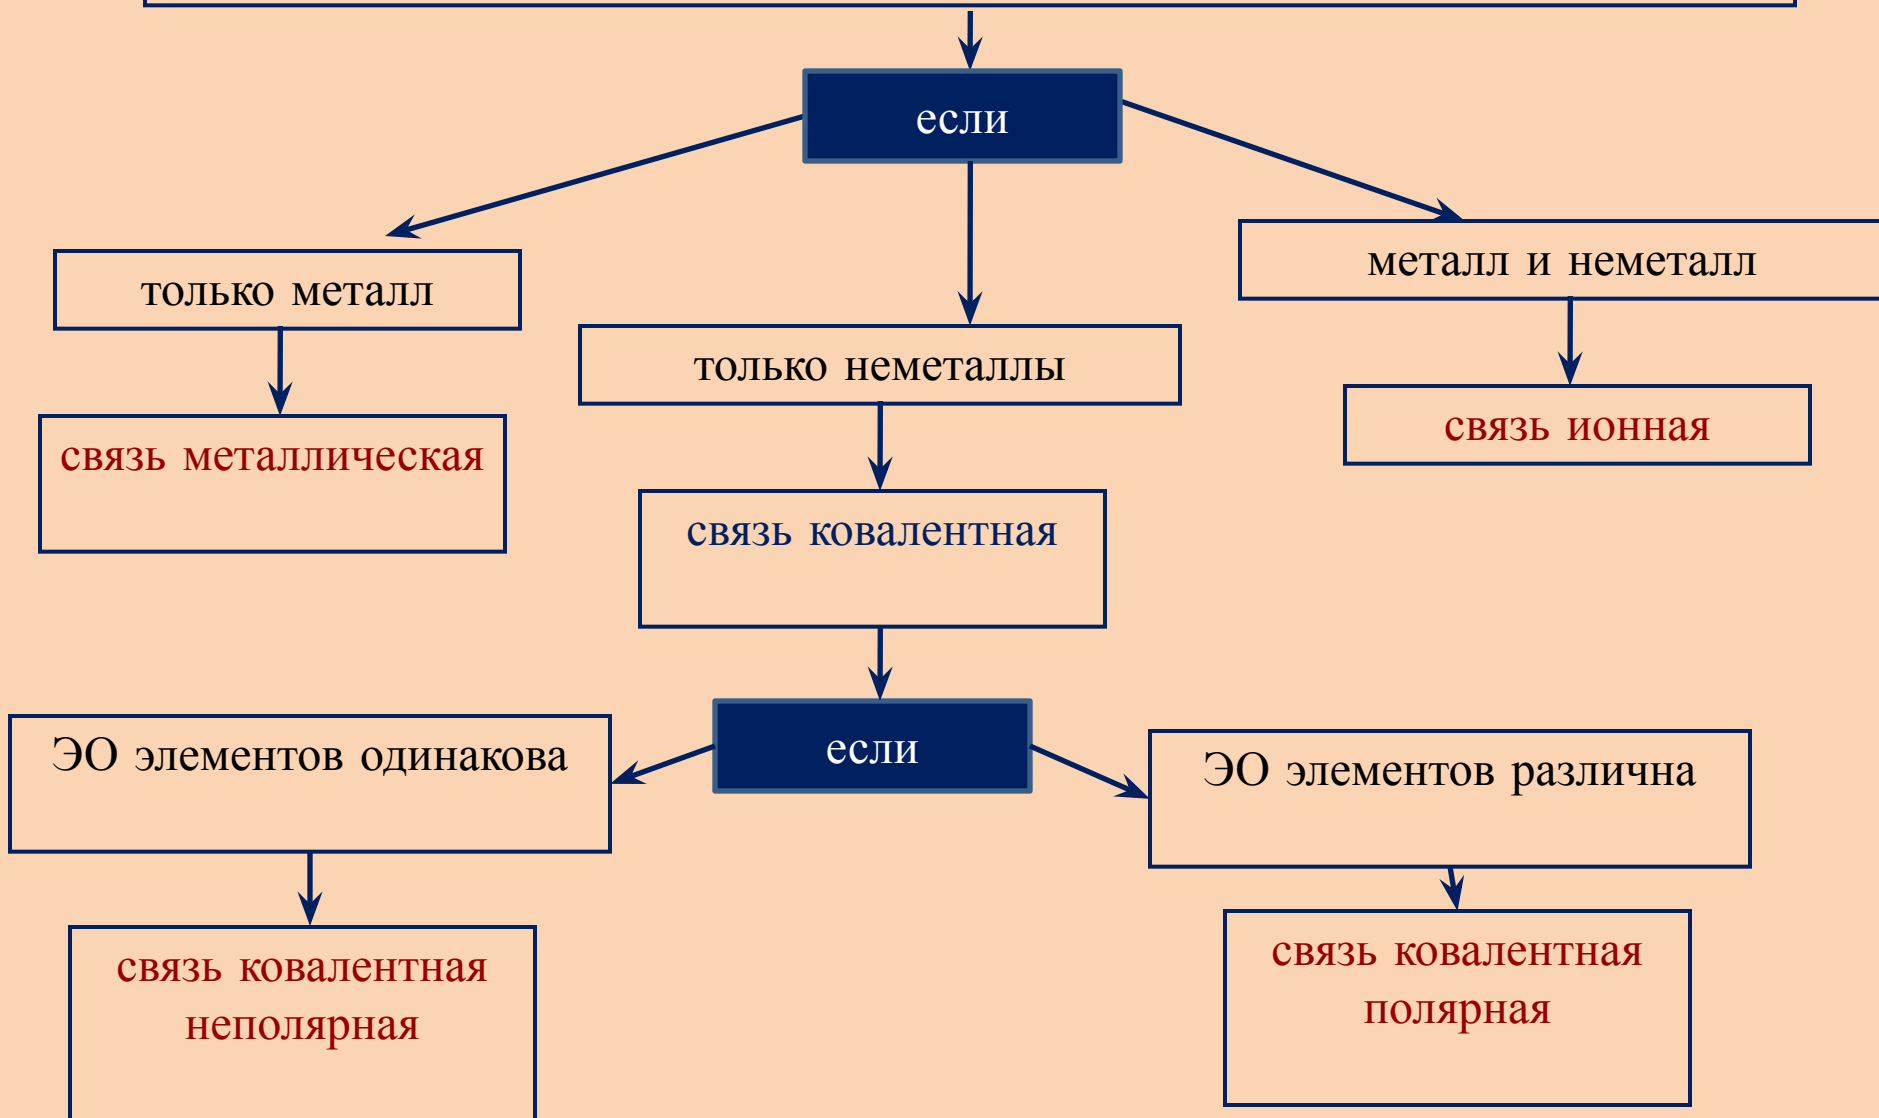 если
только металл
металл и неметалл
только неметаллы
связь металлическая
связь ионная
связь ковалентная
если
ЭО элементов одинакова
ЭО элементов различна
связь ковалентная
неполярная
связь ковалентная
полярная